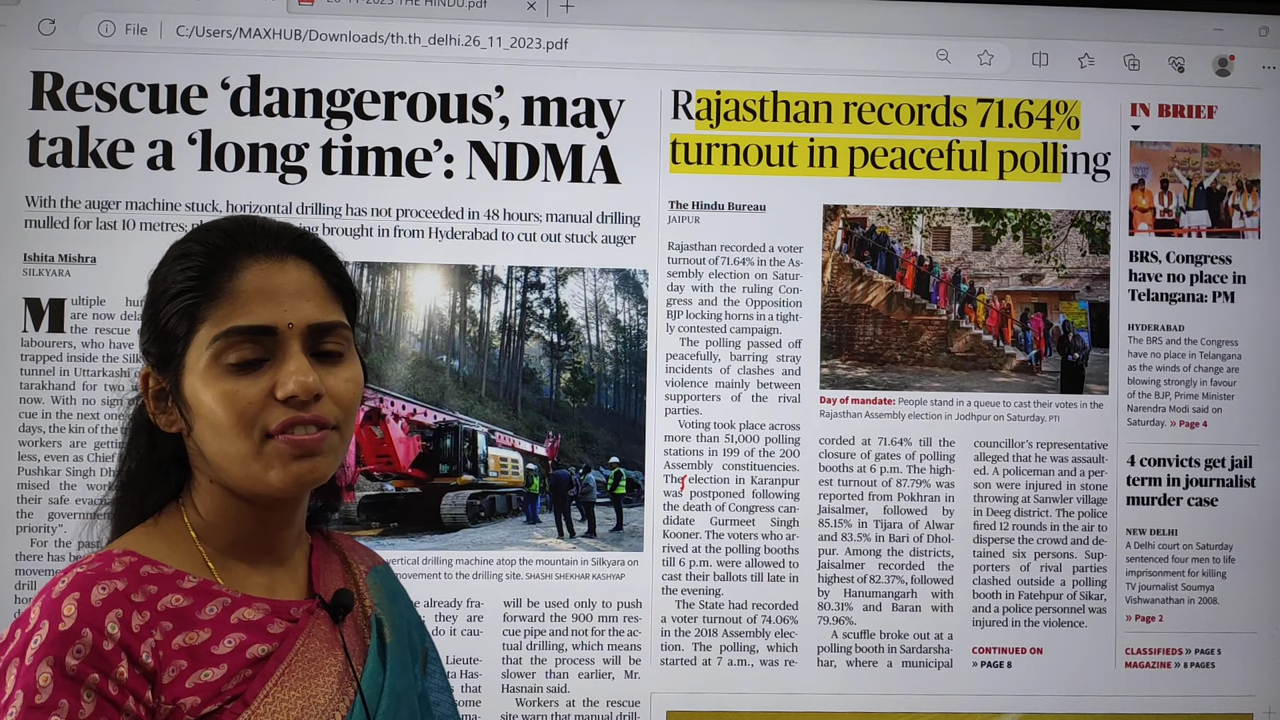 26-11-2023 THE HINDU.pdf
File
C:/Users/MAXHUB/Downloads/th.th_delhi.26_11_2023.pdf
Rescue ‘dangerous’, may
take a ‘long time’: NDMA
With the auger machine stuck, horizontal drilling has not proceeded in 48 hours; manual drilling
mulled for last 10 metres; brought in from Hyderabad to cut out stuck auger
Ishita Mishra
SILKYARA
Multiple
are now
the rescue
labourers, who have
trapped inside the
tunnel in
for two
now. With no sign
in the next one
days, the kin of the
workers are
even as Chief
Pushkar Singh
the
their safe
the
priority”.
For the past
there has
drill
vertical drilling machine atop the mountain in Silkyara on
movement to the drilling site. SHASHI SHEKHAR KASHYAP
already
they are
do it
that
some
will be used only to push
forward the 900 mm res-
cue pipe and not for the ac-
tual drilling, which means
that the process will be
slower than earlier, Mr.
Hasnain said.
Workers at the rescue
site warn that manual drill-
Rajasthan records 71.64%
turnout in peaceful polling
The Hindu Bureau
JAIPUR
Rajasthan recorded a voter
turnout of 71.64% in the As-
sembly election on Satur-
day with the ruling Con-
gress and the Opposition
BJP locking horns in a tight-
ly contested campaign.
The polling passed off
peacefully, barring stray
incidents of clashes and
violence mainly between
supporters of the rival
parties.
Voting took place across
more than 51,000 polling
stations in 199 of the 200
Assembly constituencies.
The election in Karanpur
was postponed following
the death of Congress can-
didate Gurmeet Singh
Kooner. The voters who ar-
rived at the polling booths
till 6 p.m. were allowed to
cast their ballots till late in
the evening.
The State had recorded
a voter turnout of 74.06%
in the 2018 Assembly elec-
tion. The polling, which
started at 7 a.m., was re-
Day of mandate: People stand in a queue to cast their votes in the
Rajasthan Assembly election in Jodhpur on Saturday. PTI
corded at 71.64% till the
closure of gates of polling
booths at 6 p.m. The high-
est turnout of 87.79% was
reported from Pokhran in
Jaisalmer, followed by
85.15% in Tijara of Alwar
and 83.5% in Bari of Dhol-
pur. Among the districts,
Jaisalmer recorded the
highest of 82.37%, followed
by Hanumangarh with
80.31% and Baran with
79.96%.
A scuffle broke out at a
polling booth in Sardarsha-
har, where a municipal
councillor’s representative
alleged that he was assault-
ed. A policeman and a per-
son were injured in stone
throwing at Sanwler village
in Deeg district. The police
fired 12 rounds in the air to
disperse the crowd and de-
tained six persons. Sup-
porters of rival parties
clashed outside a polling
booth in Fatehpur of Sikar,
and a police personnel was
injured in the violence.
CONTINUED ON
» PAGE 8
IN BRIEF
BRS, Congress
have no place in
Telangana: PM
HYDERABAD
The BRS and the Congress
have no place in Telangana
as the winds of change are
blowing strongly in favour
of the BJP, Prime Minister
Narendra Modi said on
Saturday. » Page 4
4 convicts get jail
term in journalist
murder case
NEW DELHI
A Delhi court on Saturday
sentenced four men to life
imprisonment for killing
TV journalist Soumya
Vishwanathan in 2008.
» Page 2
CLASSIFIEDS » PAGE 5
MAGAZINE » 8 PAGES